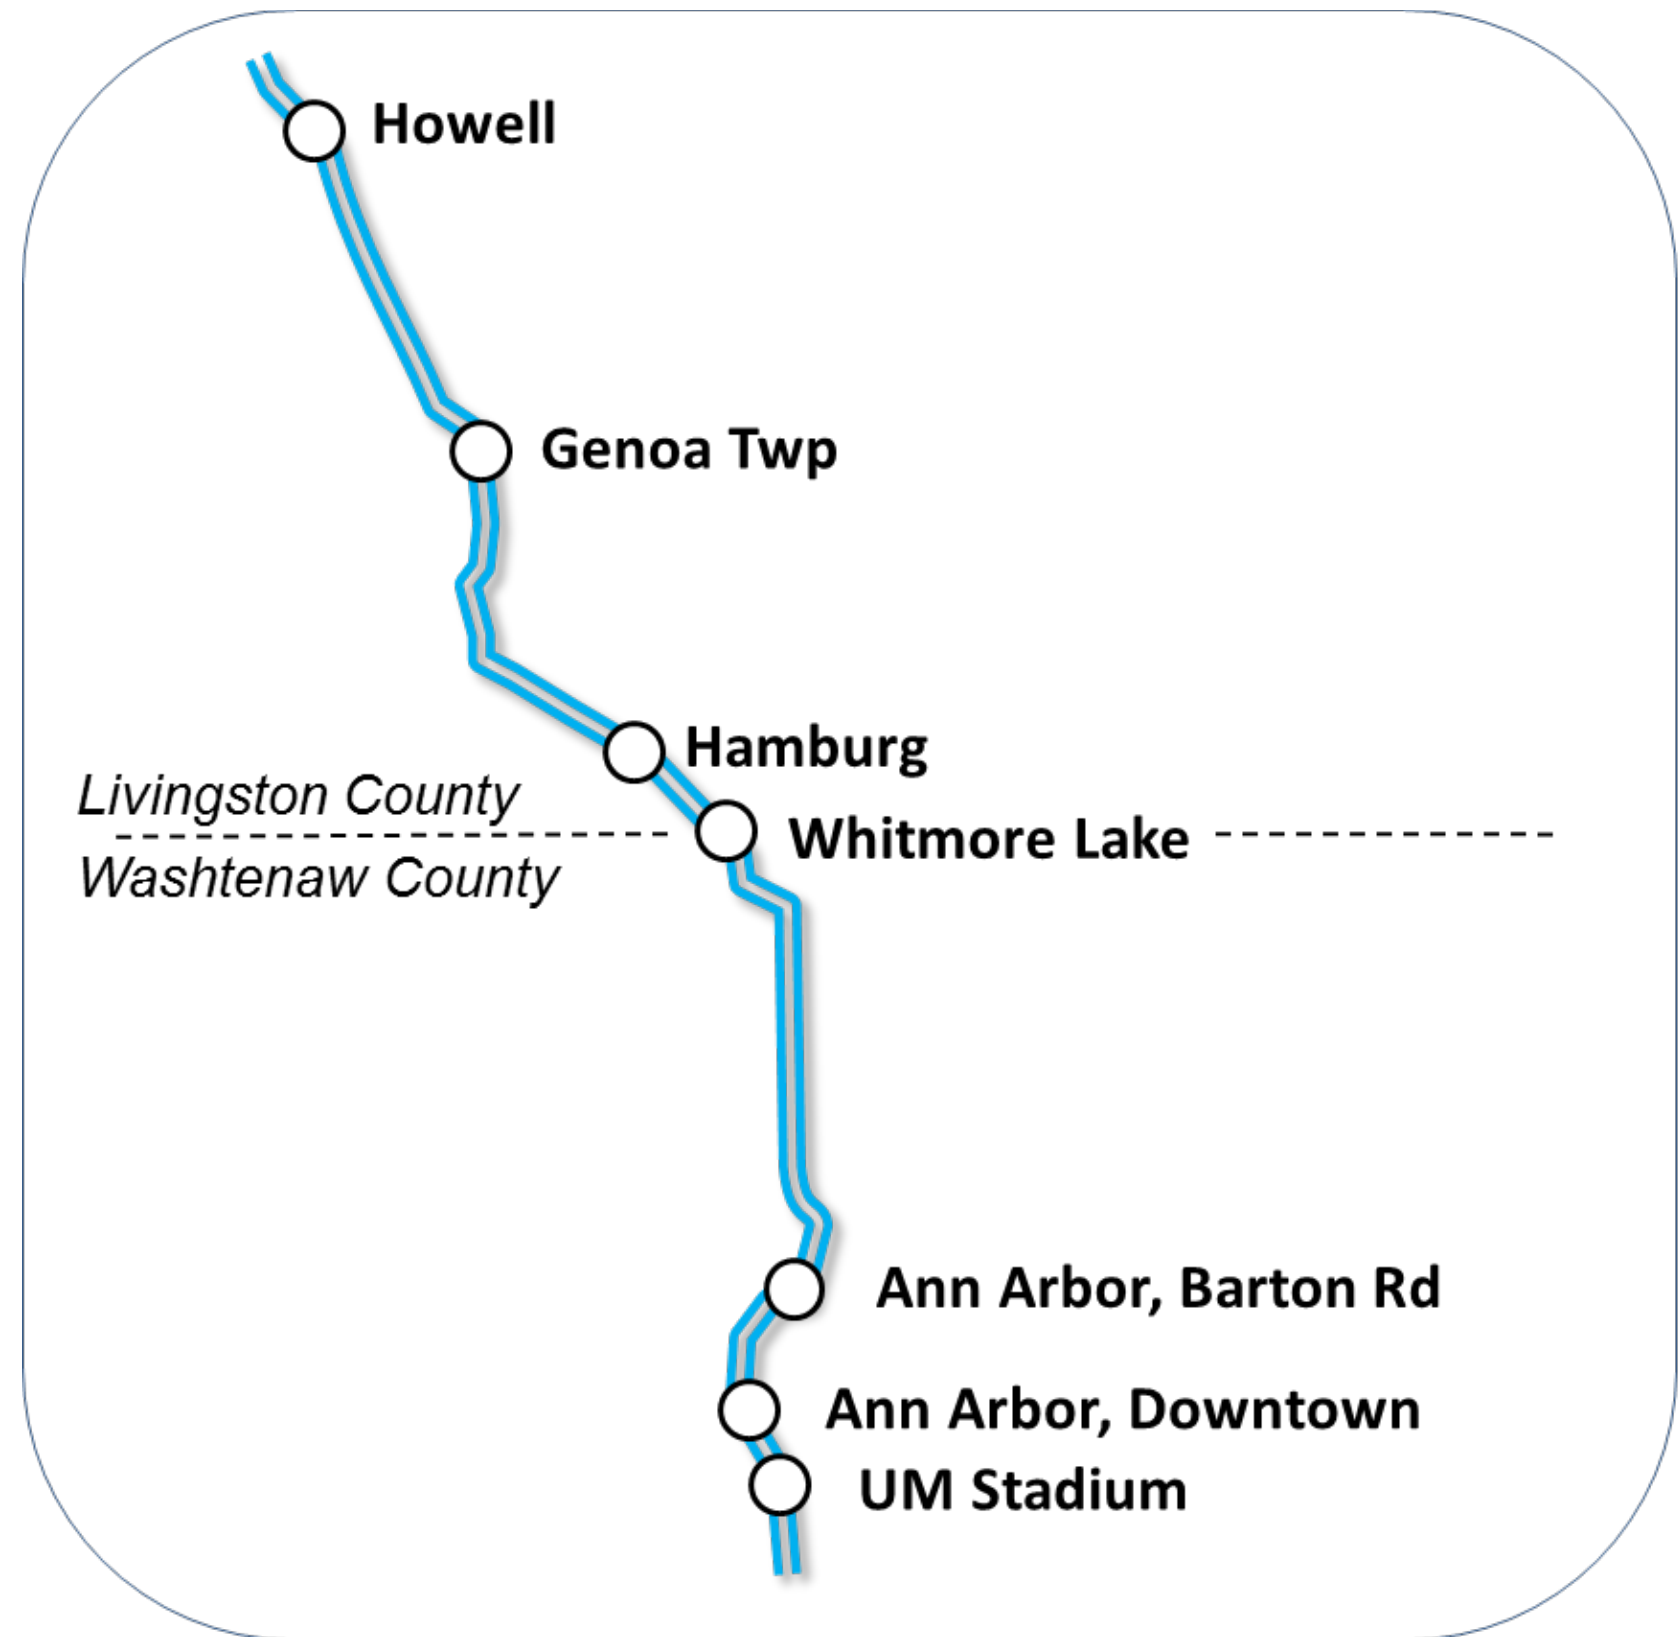 Howell
Genoa Twp
Hamburg
Livingston County
Whitmore Lake
Washtenaw County
Ann Arbor, Barton Rd
Ann Arbor, Downtown
UM Stadium